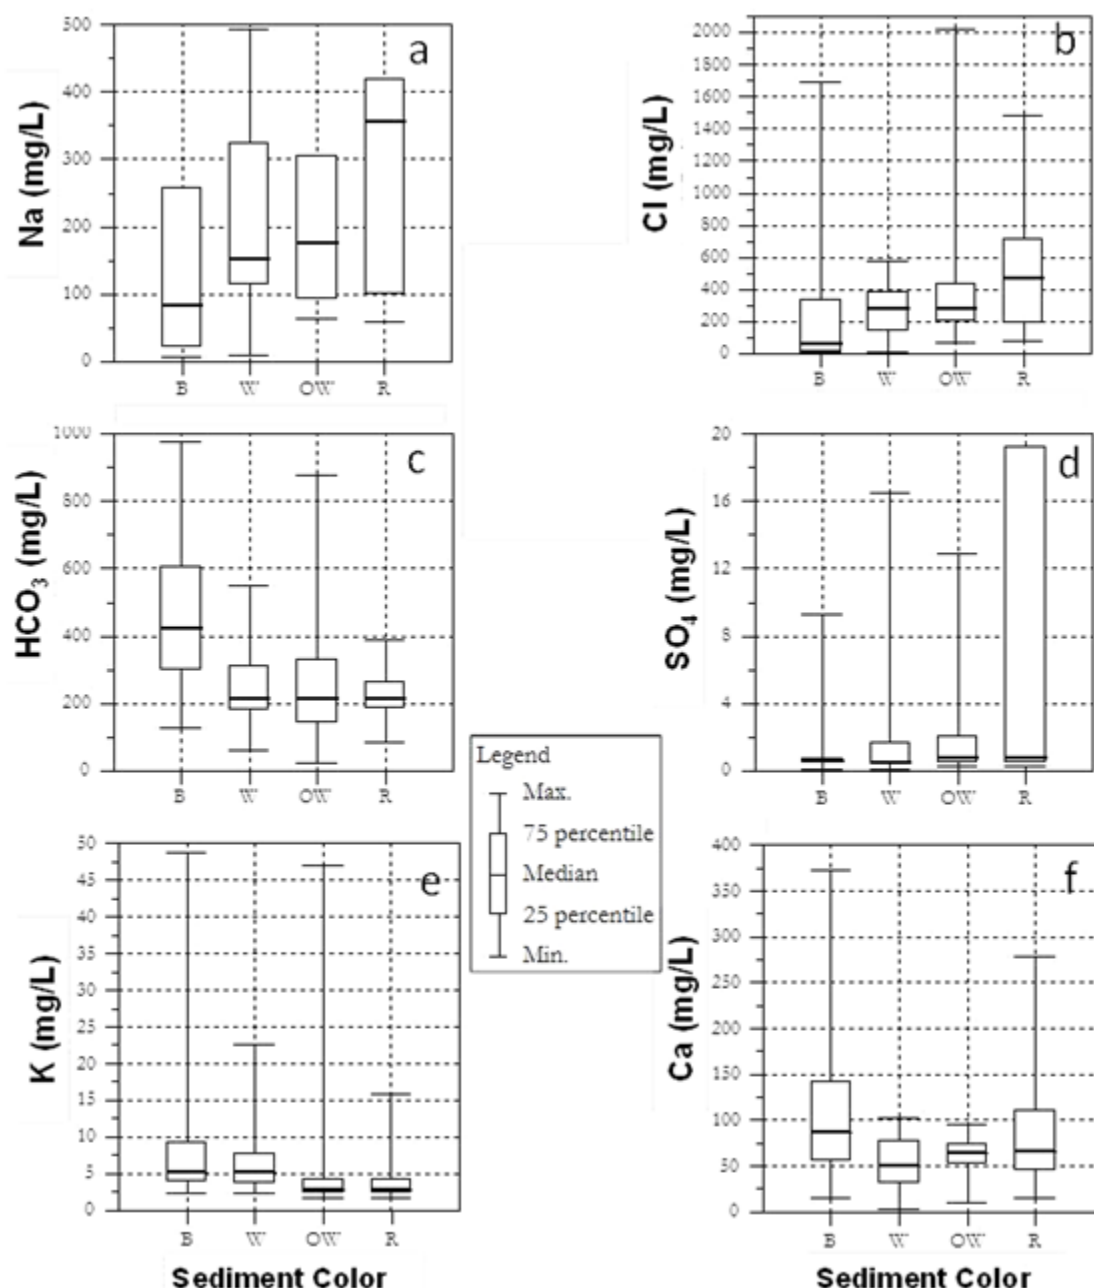 a
Na (mg/L)
500
400
300
200
100
0
B W OW R
b
Cl (mg/L)
2000
1800
1600
1400
1200
1000
800
600
400
200
0
B W OW R
c
HCO₃ (mg/L)
1000
800
600
400
200
0
B W OW R
d
SO₄ (mg/L)
20
16
12
8
4
0
B W OW R
Legend
Max.
75 percentile
Median
25 percentile
Min.
e
K (mg/L)
50
45
40
35
30
25
20
15
10
5
0
B W OW R
Sediment Color
f
Ca (mg/L)
400
350
300
250
200
150
100
50
0
B W OW R
Sediment Color